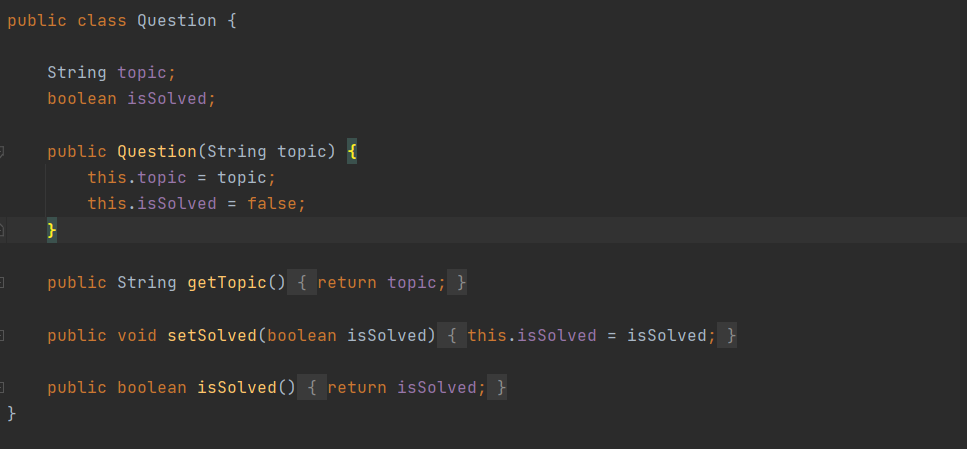 public class Question {
String topic;
boolean isSolved;
public Question(String topic) {
this.topic = topic;
this.isSolved = false;
}
public String getTopic() { return topic; }
public void setSolved(boolean isSolved) { this.isSolved = isSolved; }
public boolean isSolved() { return isSolved; }
}